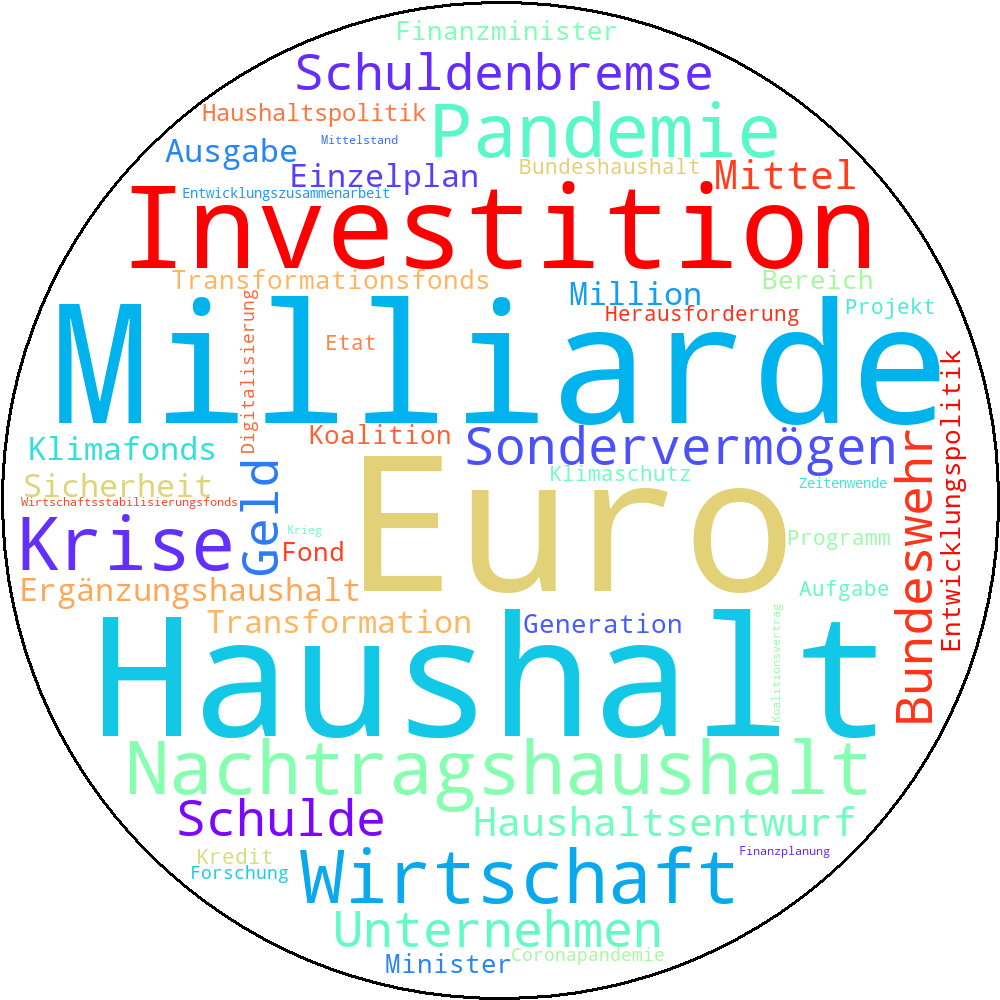 Finanzminister
Schuldenbremse
Haushaltspolitik
Pandemie
Mittelstand
Ausgabe
Bundeshaushalt
Einzelplan
Mittel
Entwicklungszusammenarbeit
Investition
Transformationsfonds
Bereich
Million
Projekt
Herausforderung
Digitalisierung
Etat
Milliarde
Entwicklungspolitik
Koalition
Klimafonds
Sondervermögen
Klimaschutz
Sicherheit
Zeitenwende
Wirtschaftsstabilisierungsfonds
Geld
Euro
Bundeswehr
Krieg
Krise
Fond
Programm
Ergänzungshaushalt
Aufgabe
Transformation
Generation
Koalitionsvertrag
Haushalt
Nachtragshaushalt
Schulde
Haushaltsentwurf
Kredit
Finanzplanung
Forschung
Wirtschaft
Unternehmen
Coronapandemie
Minister